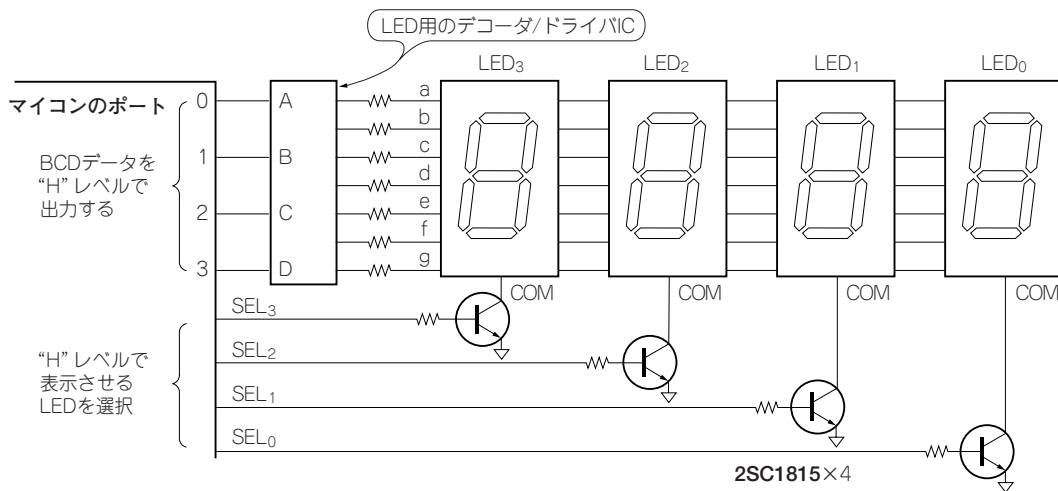 LED用のデコーダ/ドライバIC
LED₃
LED₂
LED₁
LED₀
マイコンのポート
0
1
2
3
BCDデータを
“H”レベルで
出力する
A
B
C
D
a
b
c
d
e
f
g
COM
COM
COM
COM
SEL₃
SEL₂
SEL₁
SEL₀
“H”レベルで
表示させる
LEDを選択
2SC1815×4